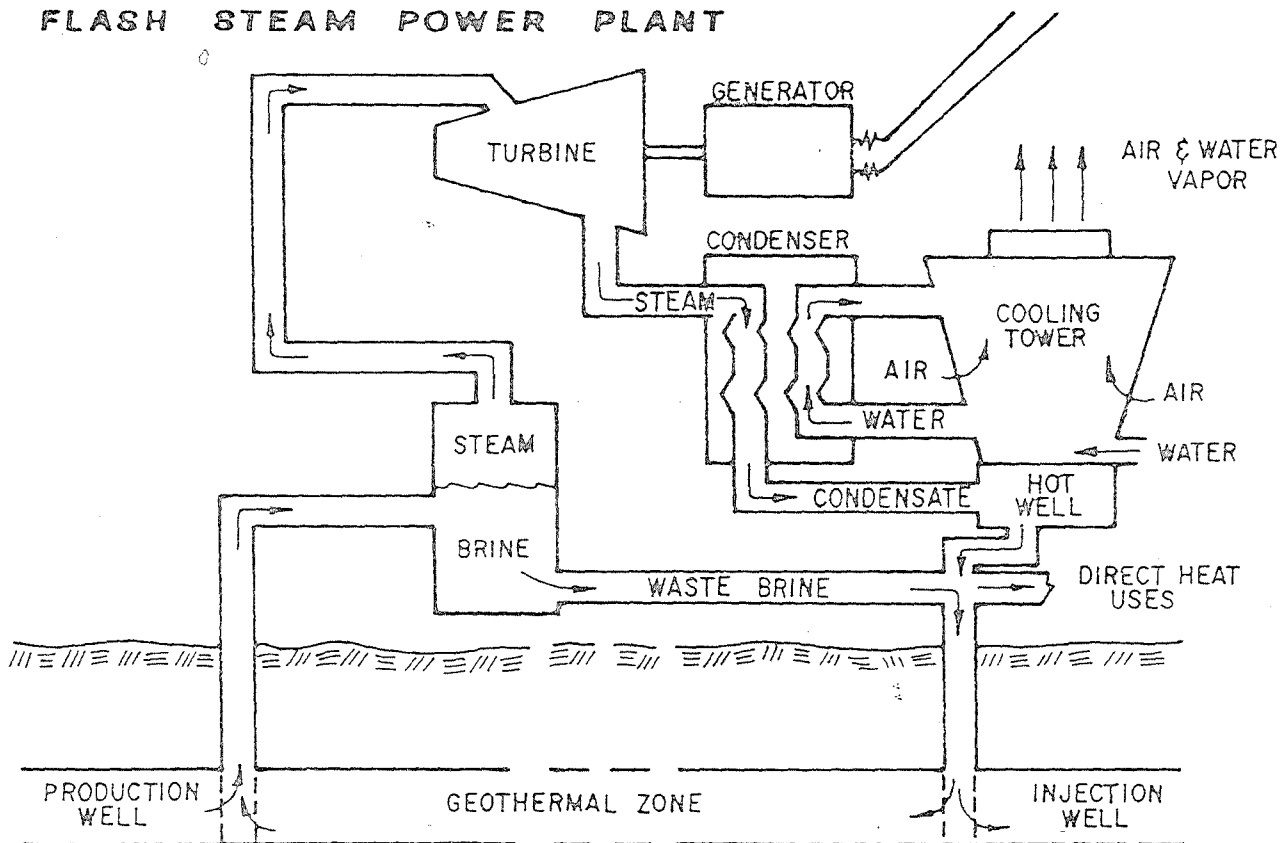 FLASH STEAM POWER PLANT
GENERATOR
TURBINE
AIR & WATER
VAPOR
CONDENSER
STEAM
COOLING
TOWER
AIR
AIR
WATER
WATER
STEAM
HOT
WELL
CONDENSATE
BRINE
WASTE BRINE
DIRECT HEAT
USES
PRODUCTION
WELL
GEOTHERMAL ZONE
INJECTION
WELL